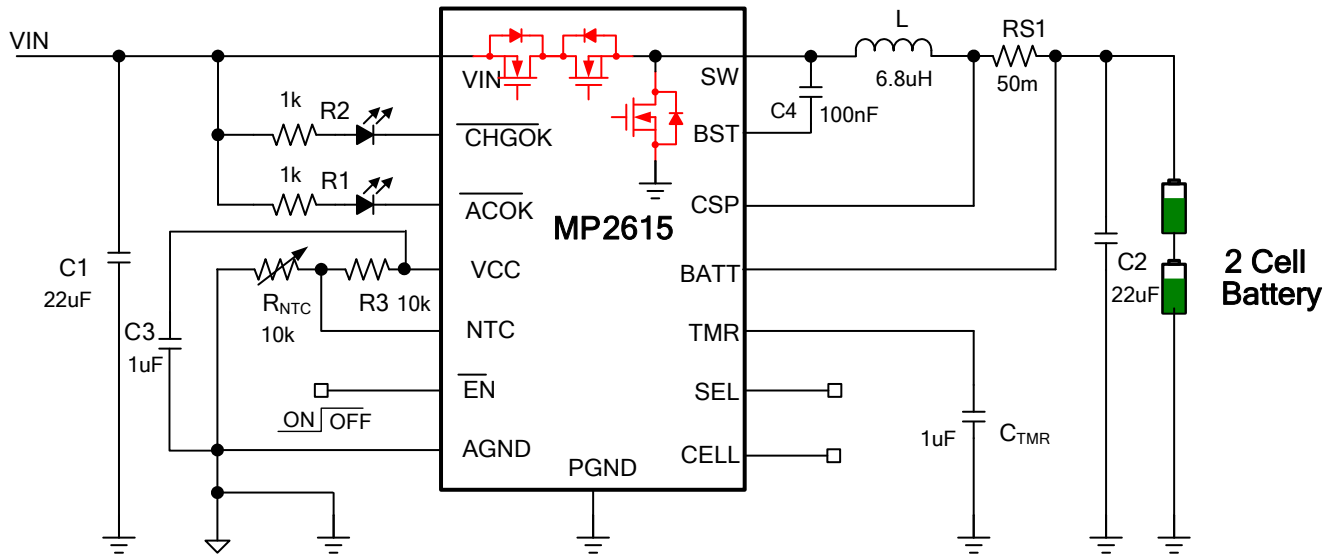 VIN
L
RS1
6.8uH
50m
VIN
SW
C4
100nF
1k
R2
CHGOK
BST
1k
R1
ACOK
CSP
MP2615
C1
22uF
VCC
BATT
C2
22uF
2 Cell
Battery
RNTC
10k
R3 10k
C3
1uF
NTC
TMR
EN
SEL
ON OFF
AGND
1uF
CTMR
CELL
PGND